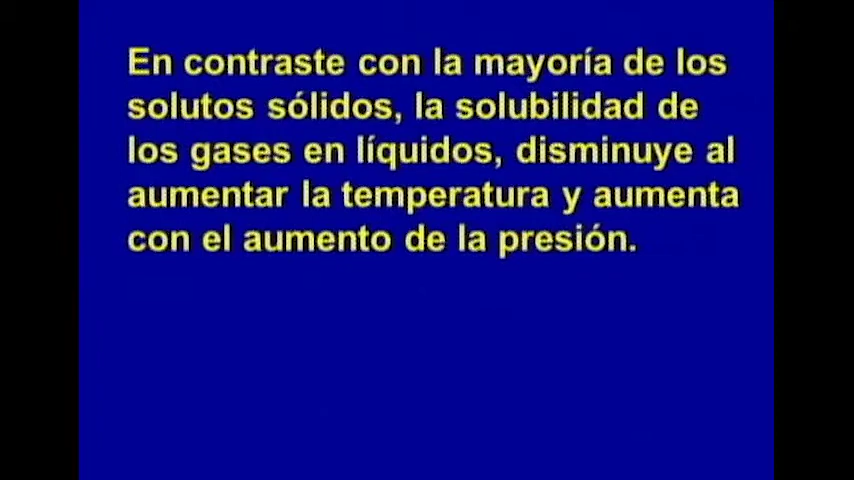 En contraste con la mayoría de los
solutos sólidos, la solubilidad de
los gases en líquidos, disminuye al
aumentar la temperatura y aumenta
con el aumento de la presión.